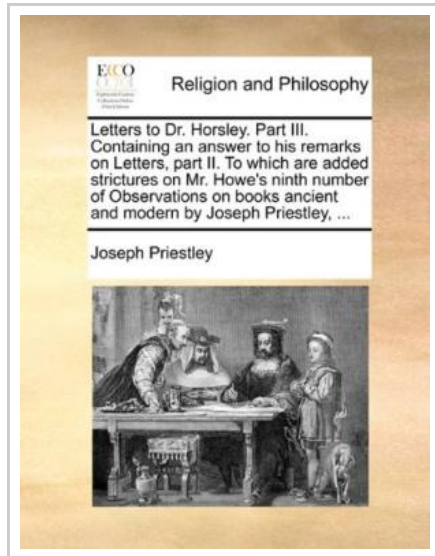 ECCO
Religion and Philosophy
Letters to Dr. Horsley. Part III.
Containing an answer to his remarks
on Letters, part II. To which are added
strictures on Mr. Howe's ninth number
of Observations on books ancient
and modern by Joseph Priestley, ...
Joseph Priestley